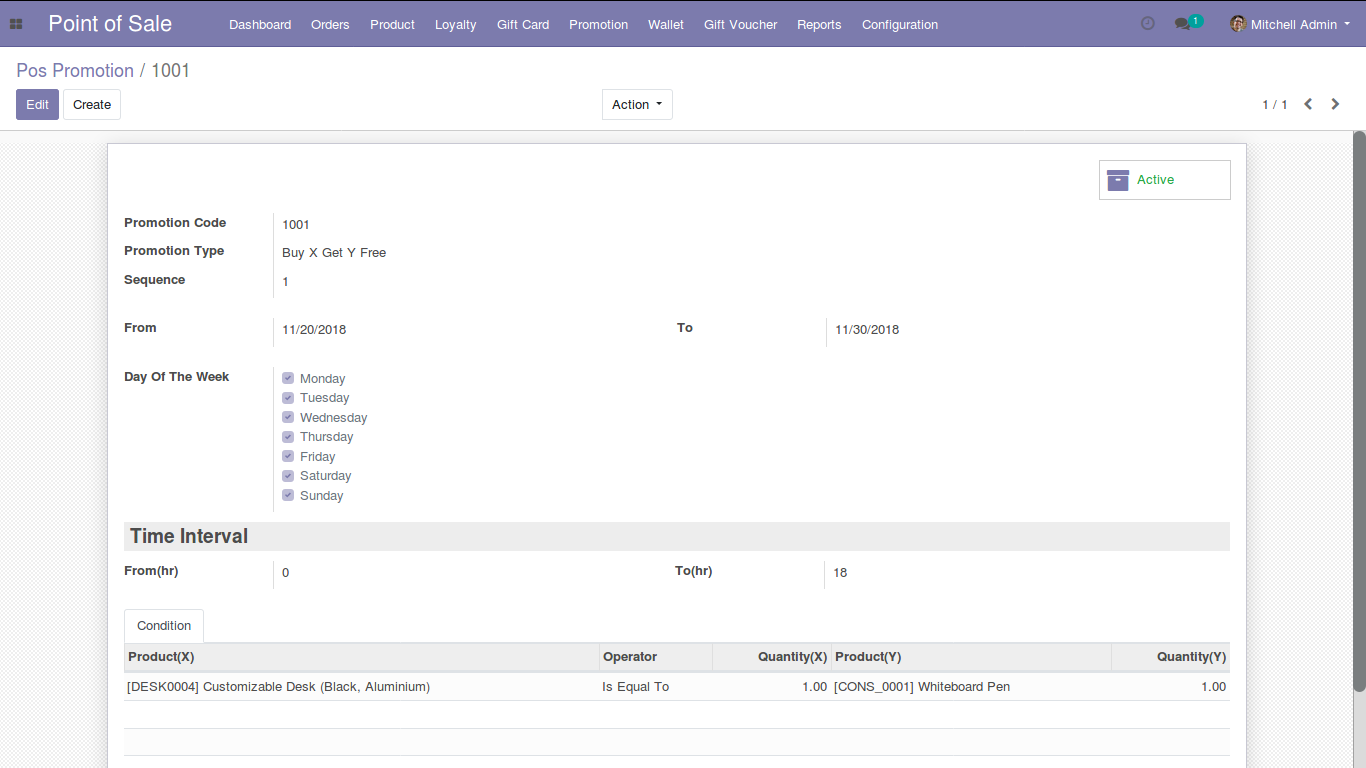 Point of Sale Dashboard Orders Product Loyalty Gift Card Promotion Wallet Gift Voucher Reports Configuration 1 Mitchell Admin
Pos Promotion / 1001
Edit Create Action 1 / 1
Active
Promotion Code 1001
Promotion Type Buy X Get Y Free
Sequence 1
From 11/20/2018 To 11/30/2018
Day Of The Week Monday
Tuesday
Wednesday
Thursday
Friday
Saturday
Sunday
Time Interval
From(hr) 0 To(hr) 18
Condition
Product(X) Operator Quantity(X) Product(Y) Quantity(Y)
[DESK0004] Customizable Desk (Black, Aluminium) Is Equal To 1.00 [CONS_0001] Whiteboard Pen 1.00